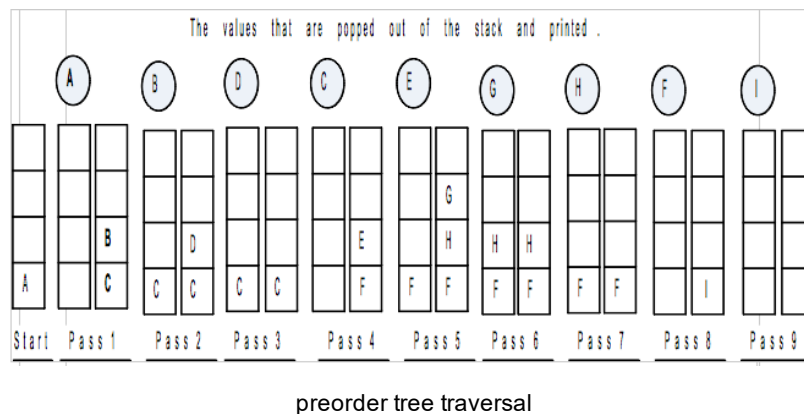 The values that are popped out of the stack and printed .
A B D C E G H F I
G
B D E H H H
A C C C C C F F F F F F F I
Start Pass 1 Pass 2 Pass 3 Pass 4 Pass 5 Pass 6 Pass 7 Pass 8 Pass 9
preorder tree traversal